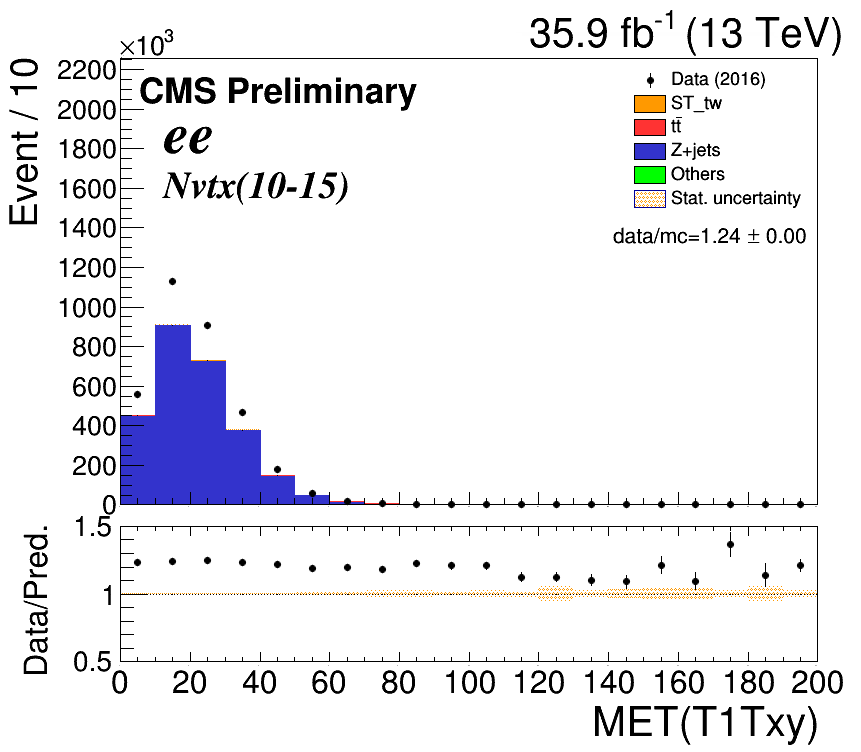 35.9 fb⁻¹ (13 TeV)
×10³
Event / 10
2200
2000
1800
1600
1400
1200
1000
800
600
400
200
0
CMS Preliminary
ee
Nvtx(10-15)
Data (2016)
ST_tw
tt̄
Z+jets
Others
Stat. uncertainty
data/mc=1.24 ± 0.00
Data/Pred.
1.5
1
0.5
0 20 40 60 80 100 120 140 160 180 200
MET(T1Txy)